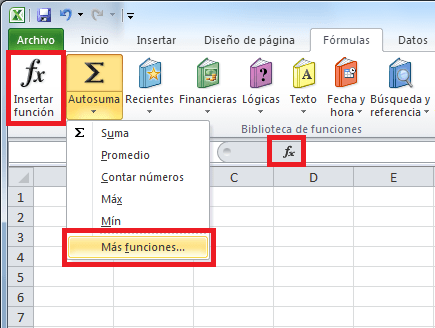 Archivo Inicio Insertar Diseño de página Fórmulas Datos
fx Σ
Insertar función Autosuma Recientes Financieras Lógicas Texto Fecha y hora Búsqueda y referencia
Biblioteca de funciones
Σ Suma
Promedio
Contar números
Máx
Mín
Más funciones...
fx
C D E
1
2
3
4
5
6
7